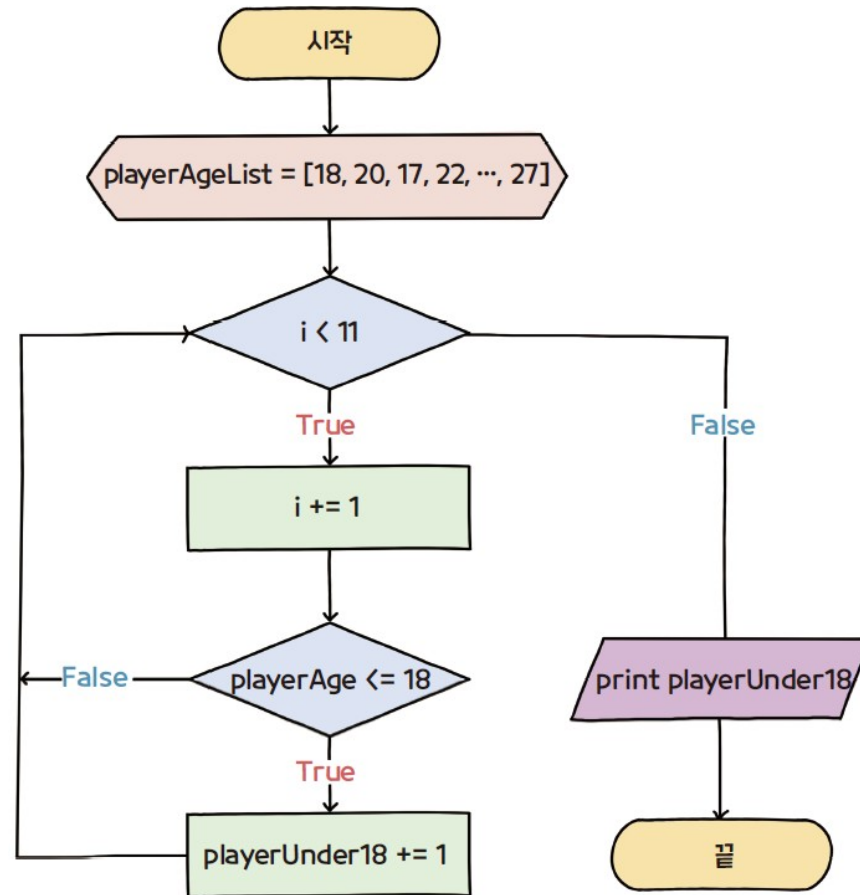 시작
playerAgeList = [18, 20, 17, 22, ···, 27]
i < 11
True
False
i += 1
False
playerAge <= 18
print playerUnder18
True
playerUnder18 += 1
끝